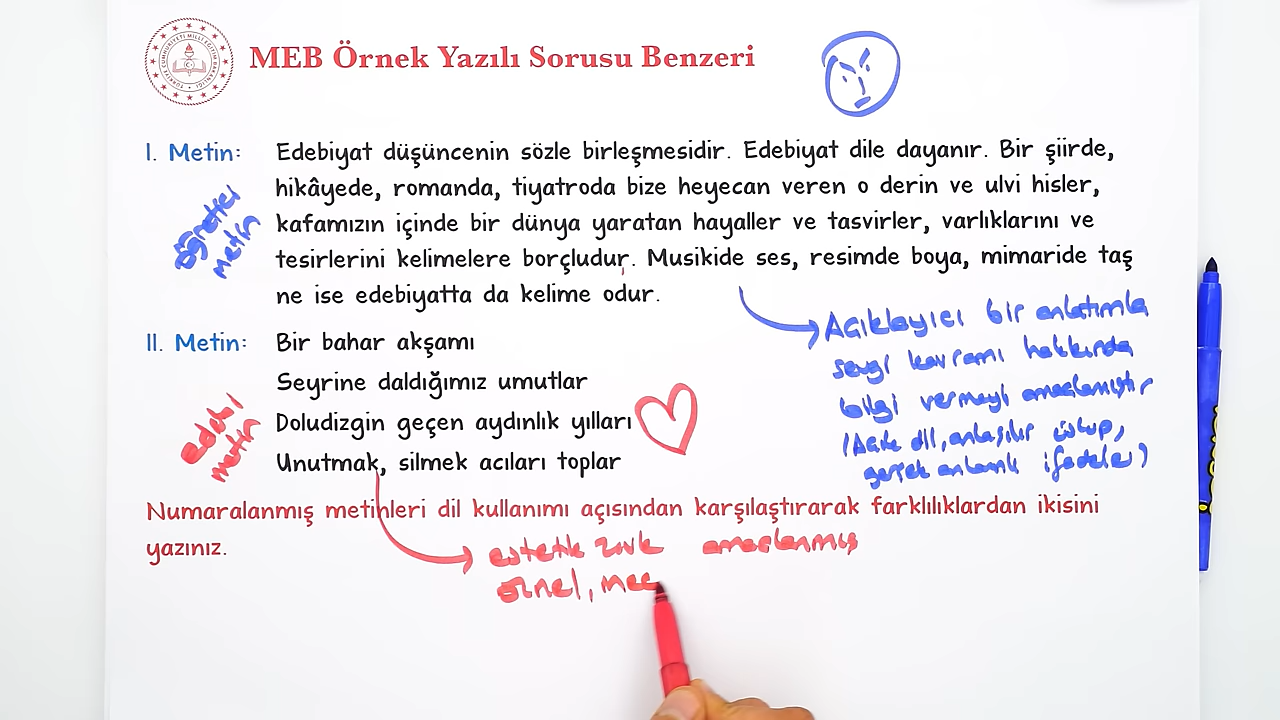 MEB Örnek Yazılı Sorusu Benzeri
I. Metin: Edebiyat düşüncenin sözle birleşmesidir. Edebiyat dile dayanır. Bir şiirde,
hikâyede, romanda, tiyatroda bize heyecan veren o derin ve ulvi hisler,
kafamızın içinde bir dünya yaratan hayaller ve tasvirler, varlıklarını ve
tesirlerini kelimelere borçludur. Musikide ses, resimde boya, mimaride taş
ne ise edebiyatta da kelime odur.
öğretici
metin
Açıklayıcı bir anlatımla
sevgi kavramı hakkında
bilgi vermeyi amaçlamıştır
(Açık dil, anlaşılır üslup,
gerçek anlamlı ifadeler)
II. Metin: Bir bahar akşamı
Seyrine daldığımız umutlar
Doludizgin geçen aydınlık yılları
Unutmak, silmek acıları toplar
Edebi
metin
Numaralanmış metinleri dil kullanımı açısından karşılaştırarak farklılıklardan ikisini
yazınız.
estetik zevk amaçlanmış
öznel, mec